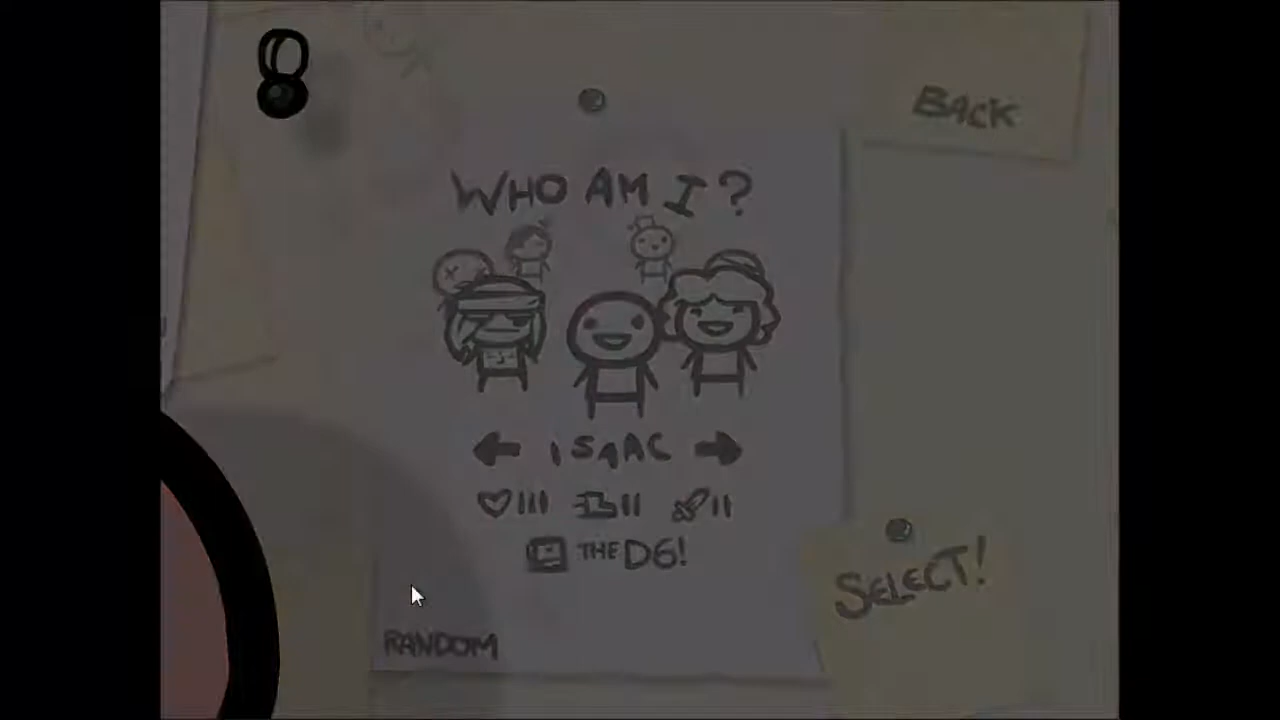 BACK
WHO AM I?
ISAAC
THE D6!
SELECT!
RANDOM